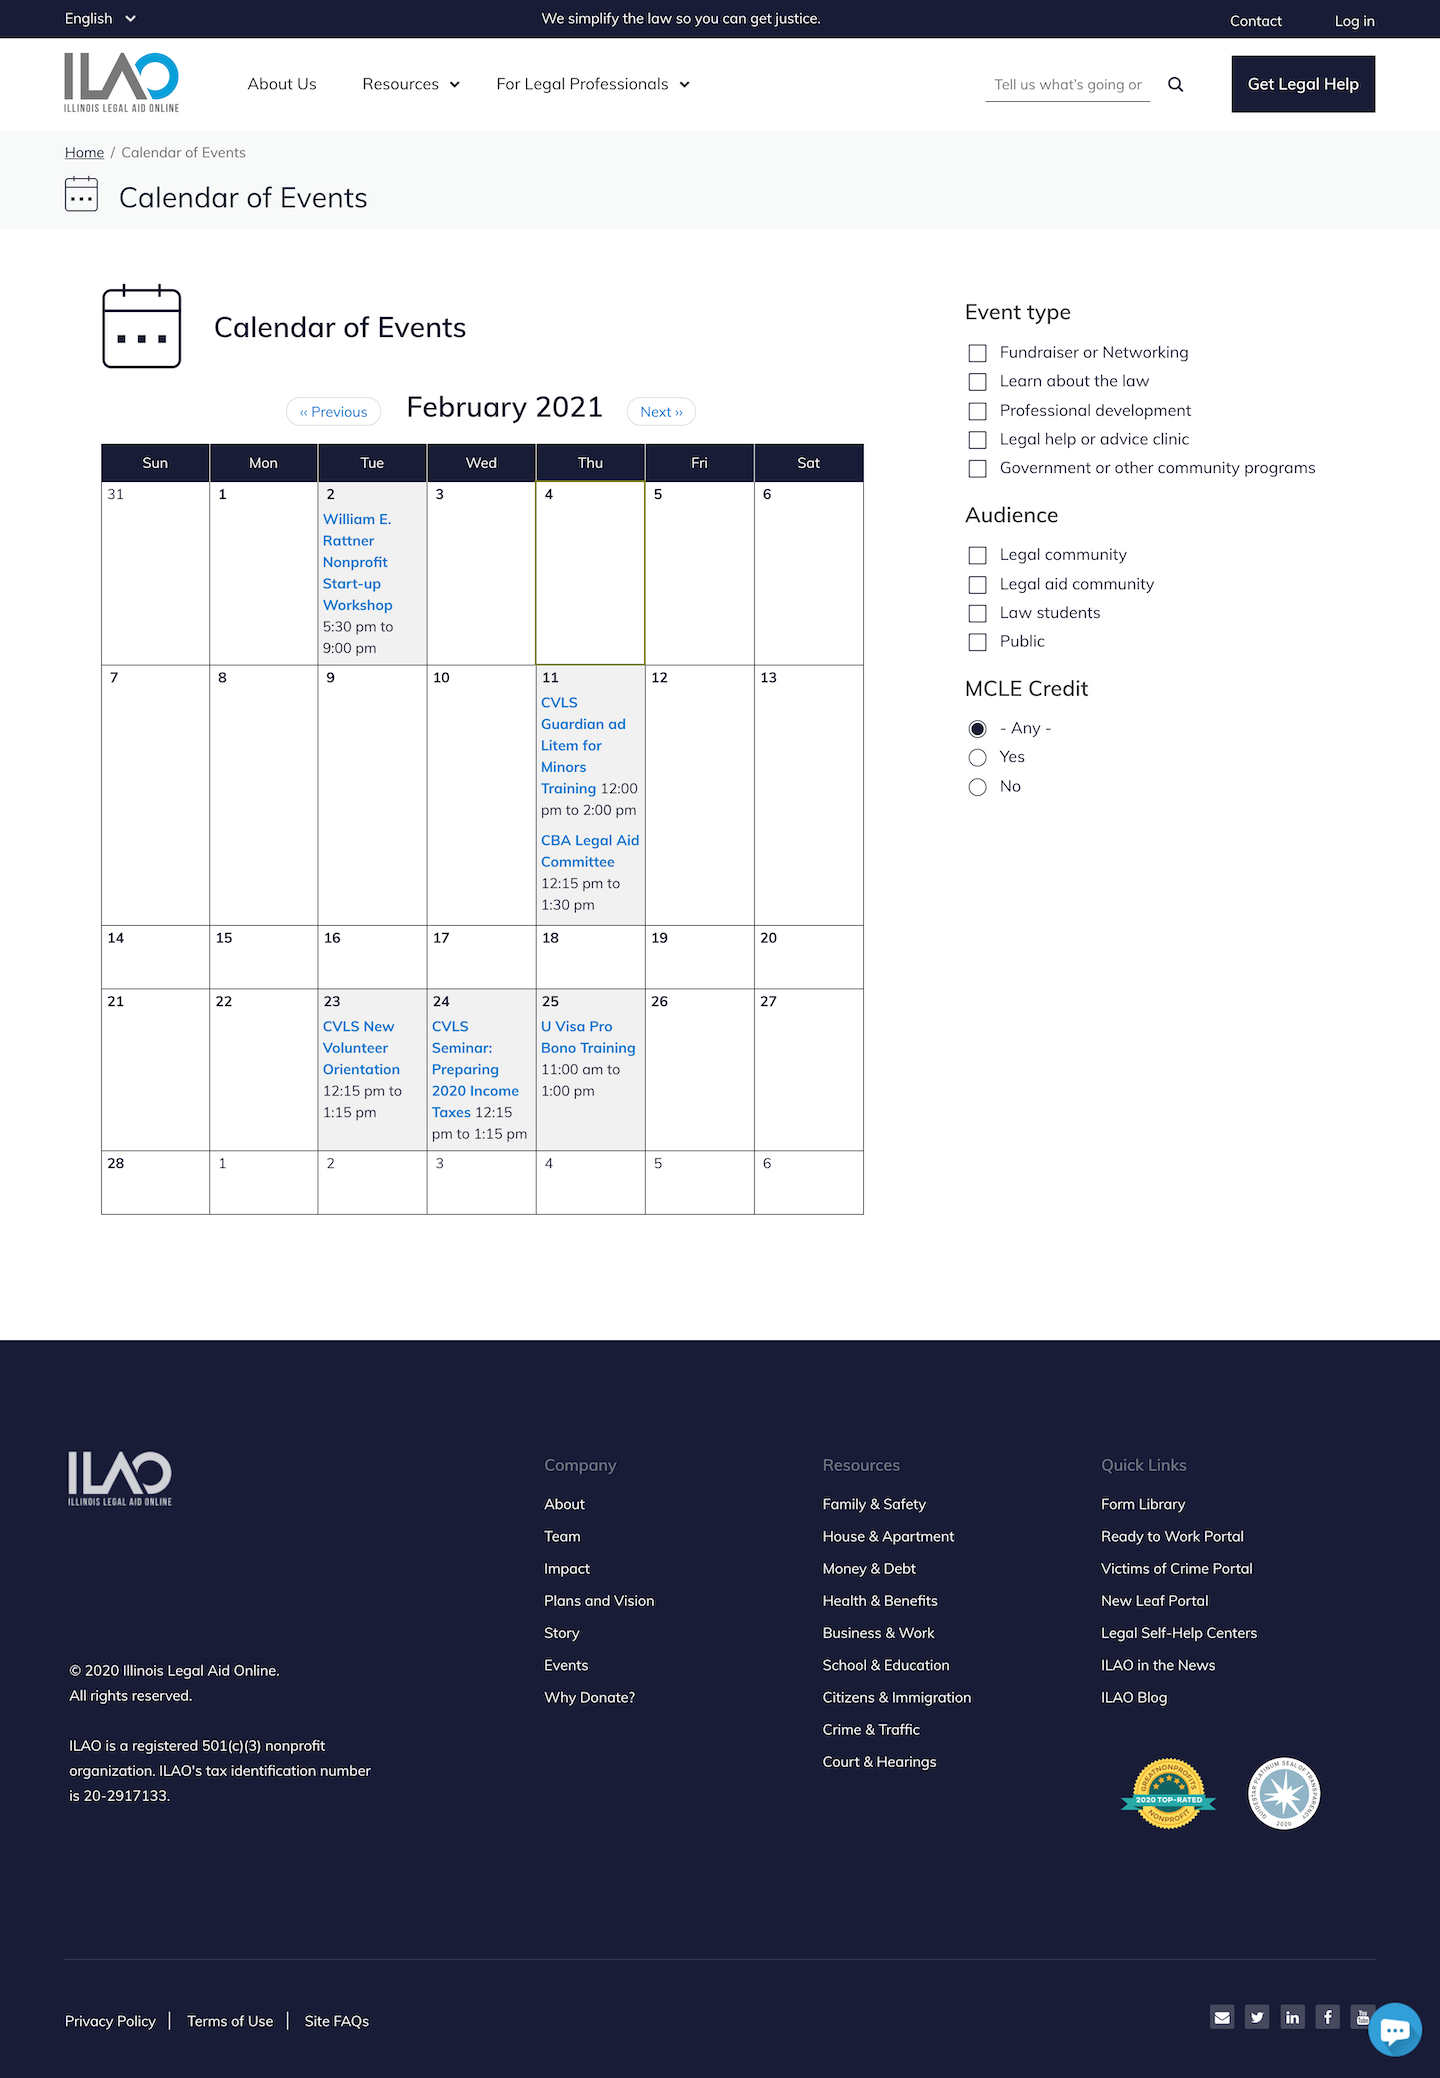 English
We simplify the law so you can get justice.
Contact
Log in
ILAO
ILLINOIS LEGAL AID ONLINE
About Us
Resources
For Legal Professionals
Tell us what's going or
Get Legal Help
Home / Calendar of Events
Calendar of Events
Calendar of Events
‹‹ Previous
February 2021
Next ››
Sun Mon Tue Wed Thu Fri Sat
31 1 2 3 4 5 6
William E.
Rattner
Nonprofit
Start-up
Workshop
5:30 pm to
9:00 pm
7 8 9 10 11 12 13
CVLS
Guardian ad
Litem for
Minors
Training 12:00
pm to 2:00 pm
CBA Legal Aid
Committee
12:15 pm to
1:30 pm
14 15 16 17 18 19 20
21 22 23 24 25 26 27
CVLS New
Volunteer
Orientation
12:15 pm to
1:15 pm
CVLS
Seminar:
Preparing
2020 Income
Taxes 12:15
pm to 1:15 pm
U Visa Pro
Bono Training
11:00 am to
1:00 pm
28 1 2 3 4 5 6
Event type
Fundraiser or Networking
Learn about the law
Professional development
Legal help or advice clinic
Government or other community programs
Audience
Legal community
Legal aid community
Law students
Public
MCLE Credit
- Any -
Yes
No
ILAO
ILLINOIS LEGAL AID ONLINE
© 2020 Illinois Legal Aid Online.
All rights reserved.
ILAO is a registered 501(c)(3) nonprofit
organization. ILAO's tax identification number
is 20-2917133.
Company
About
Team
Impact
Plans and Vision
Story
Events
Why Donate?
Resources
Family & Safety
House & Apartment
Money & Debt
Health & Benefits
Business & Work
School & Education
Citizens & Immigration
Crime & Traffic
Court & Hearings
Quick Links
Form Library
Ready to Work Portal
Victims of Crime Portal
New Leaf Portal
Legal Self-Help Centers
ILAO in the News
ILAO Blog
GREATNONPROFITS
2020 TOP-RATED
NONPROFIT
GUIDESTAR PLATINUM SEAL OF TRANSPARENCY
2020
Privacy Policy
Terms of Use
Site FAQs
You
Tube